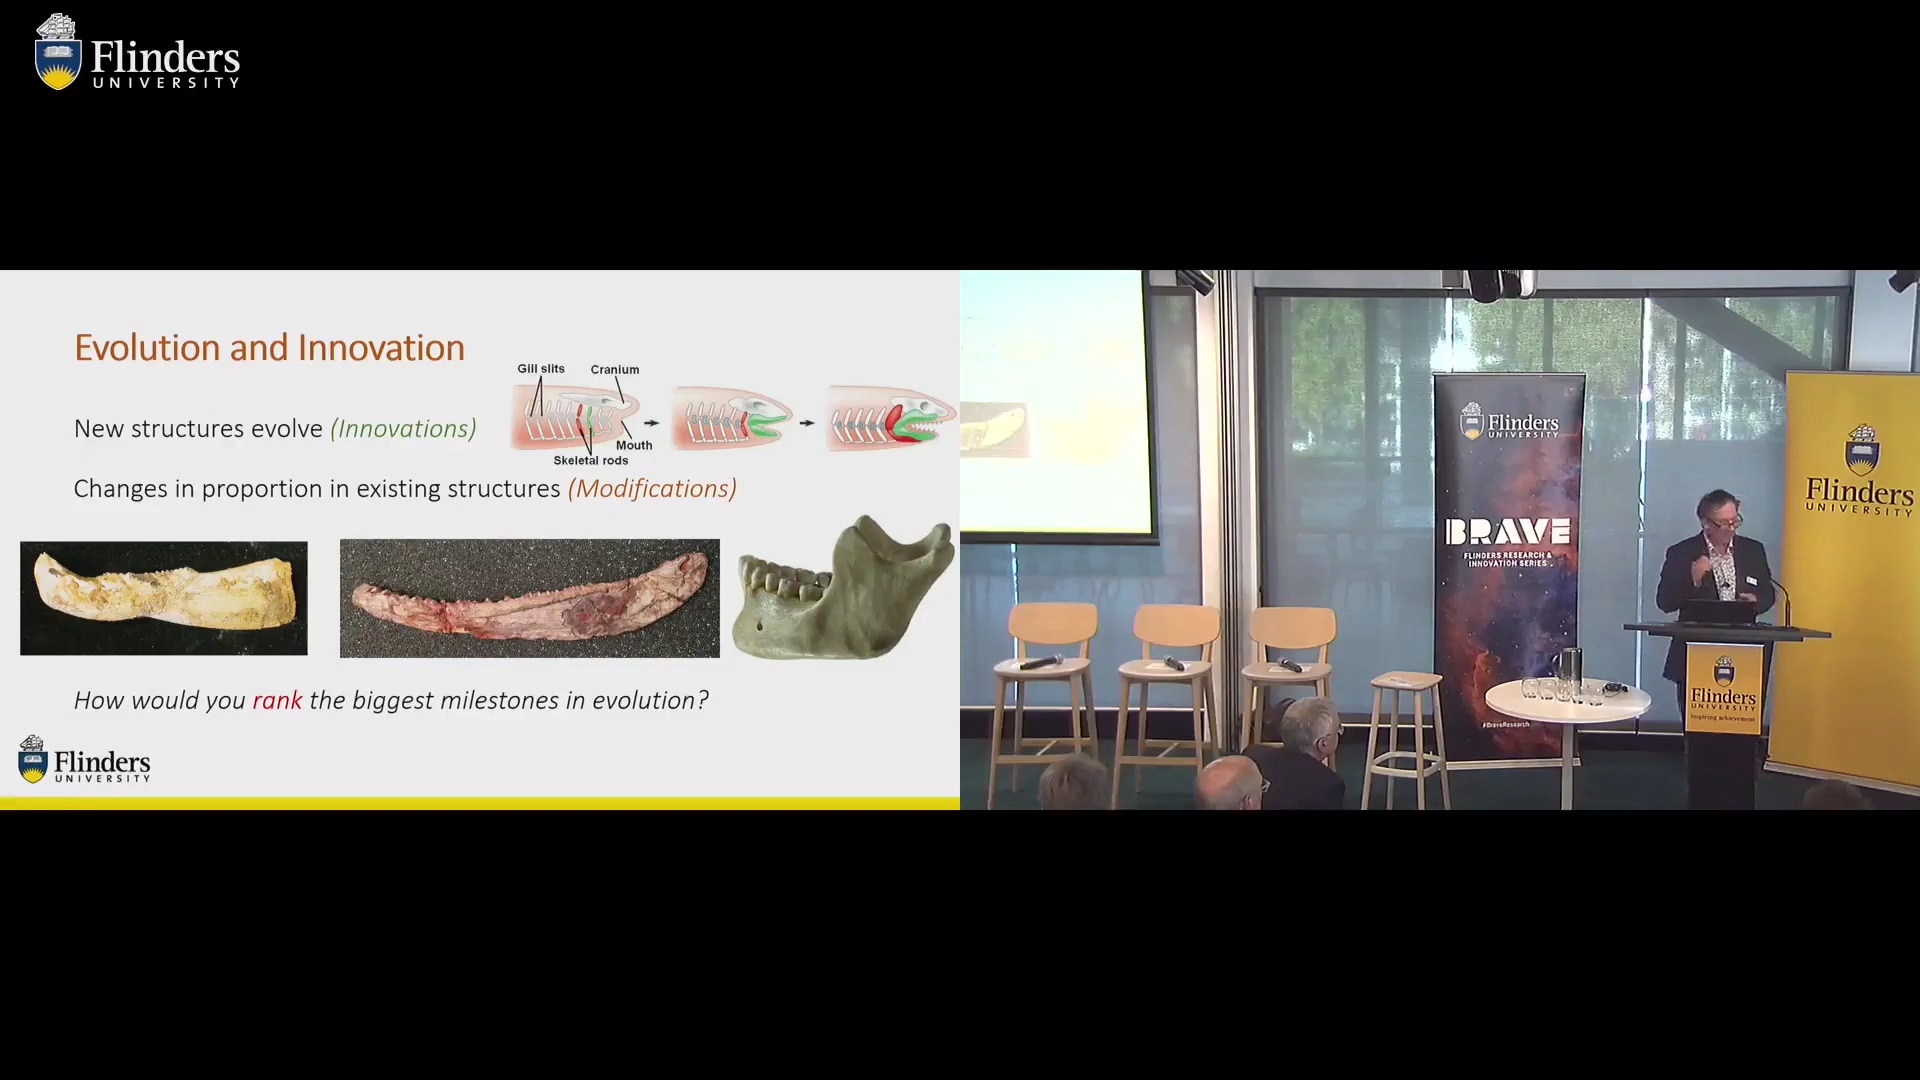 Flinders
UNIVERSITY
Evolution and Innovation
Gill slits
Cranium
Mouth
Skeletal rods
New structures evolve (Innovations)
Changes in proportion in existing structures (Modifications)
How would you rank the biggest milestones in evolution?
Flinders
UNIVERSITY
Flinders
UNIVERSITY
BRAVE
FLINDERS RESEARCH &
INNOVATION SERIES
#BraveResearch
Flinders
UNIVERSITY
Flinders
UNIVERSITY
inspiring achievement